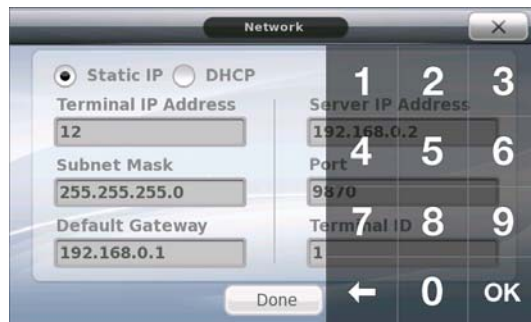 Network
Static IP DHCP
Terminal IP Address
12
Subnet Mask
255.255.255.0
Default Gateway
192.168.0.1
Server IP Address
192.168.0.2
Port
9870
Terminal ID
1
Done
1 2 3
4 5 6
7 8 9
0 OK